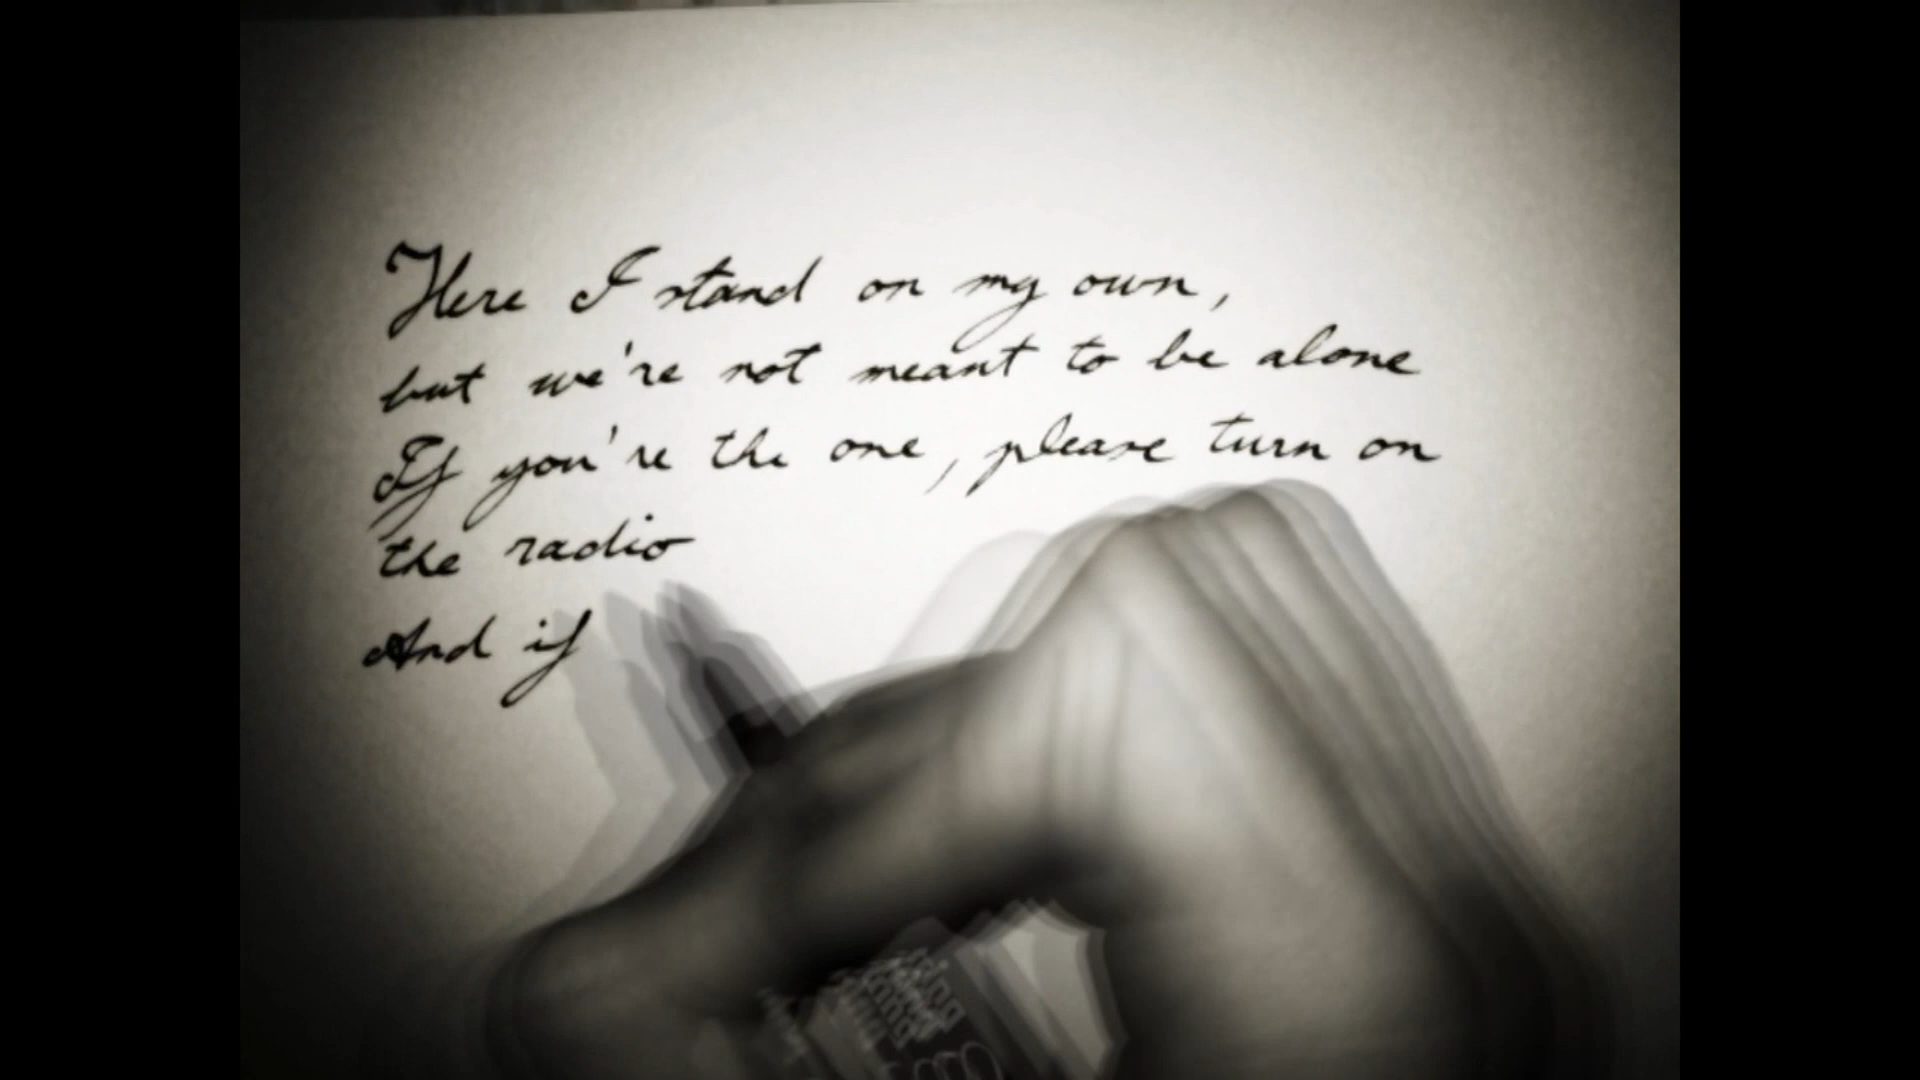 Here I stand on my own,
but we're not meant to be alone
If you're the one, please turn on
the radio
And if